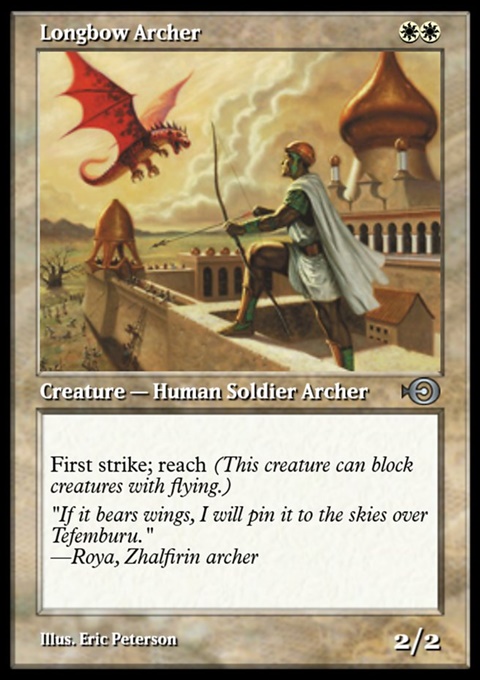 Longbow Archer
Creature — Human Soldier Archer
First strike; reach (This creature can block
creatures with flying.)
"If it bears wings, I will pin it to the skies over
Tefemburu."
—Roya, Zhalfirin archer
Illus. Eric Peterson
2/2